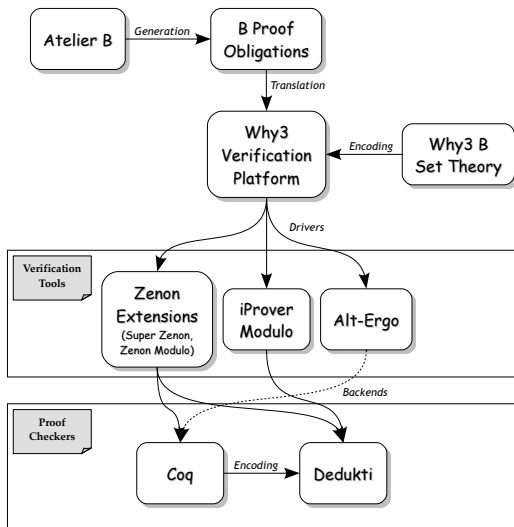 Atelier B
Generation
B Proof
Obligations
Translation
Why3
Verification
Platform
Encoding
Why3 B
Set Theory
Drivers
Verification
Tools
Zenon
Extensions
(Super Zenon,
Zenon Modulo)
iProver
Modulo
Alt-Ergo
Backends
Proof
Checkers
Coq
Encoding
Dedukti